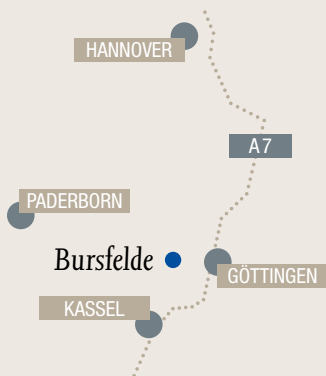 HANNOVER
A7
PADERBORN
Bursfelde
GÖTTINGEN
KASSEL